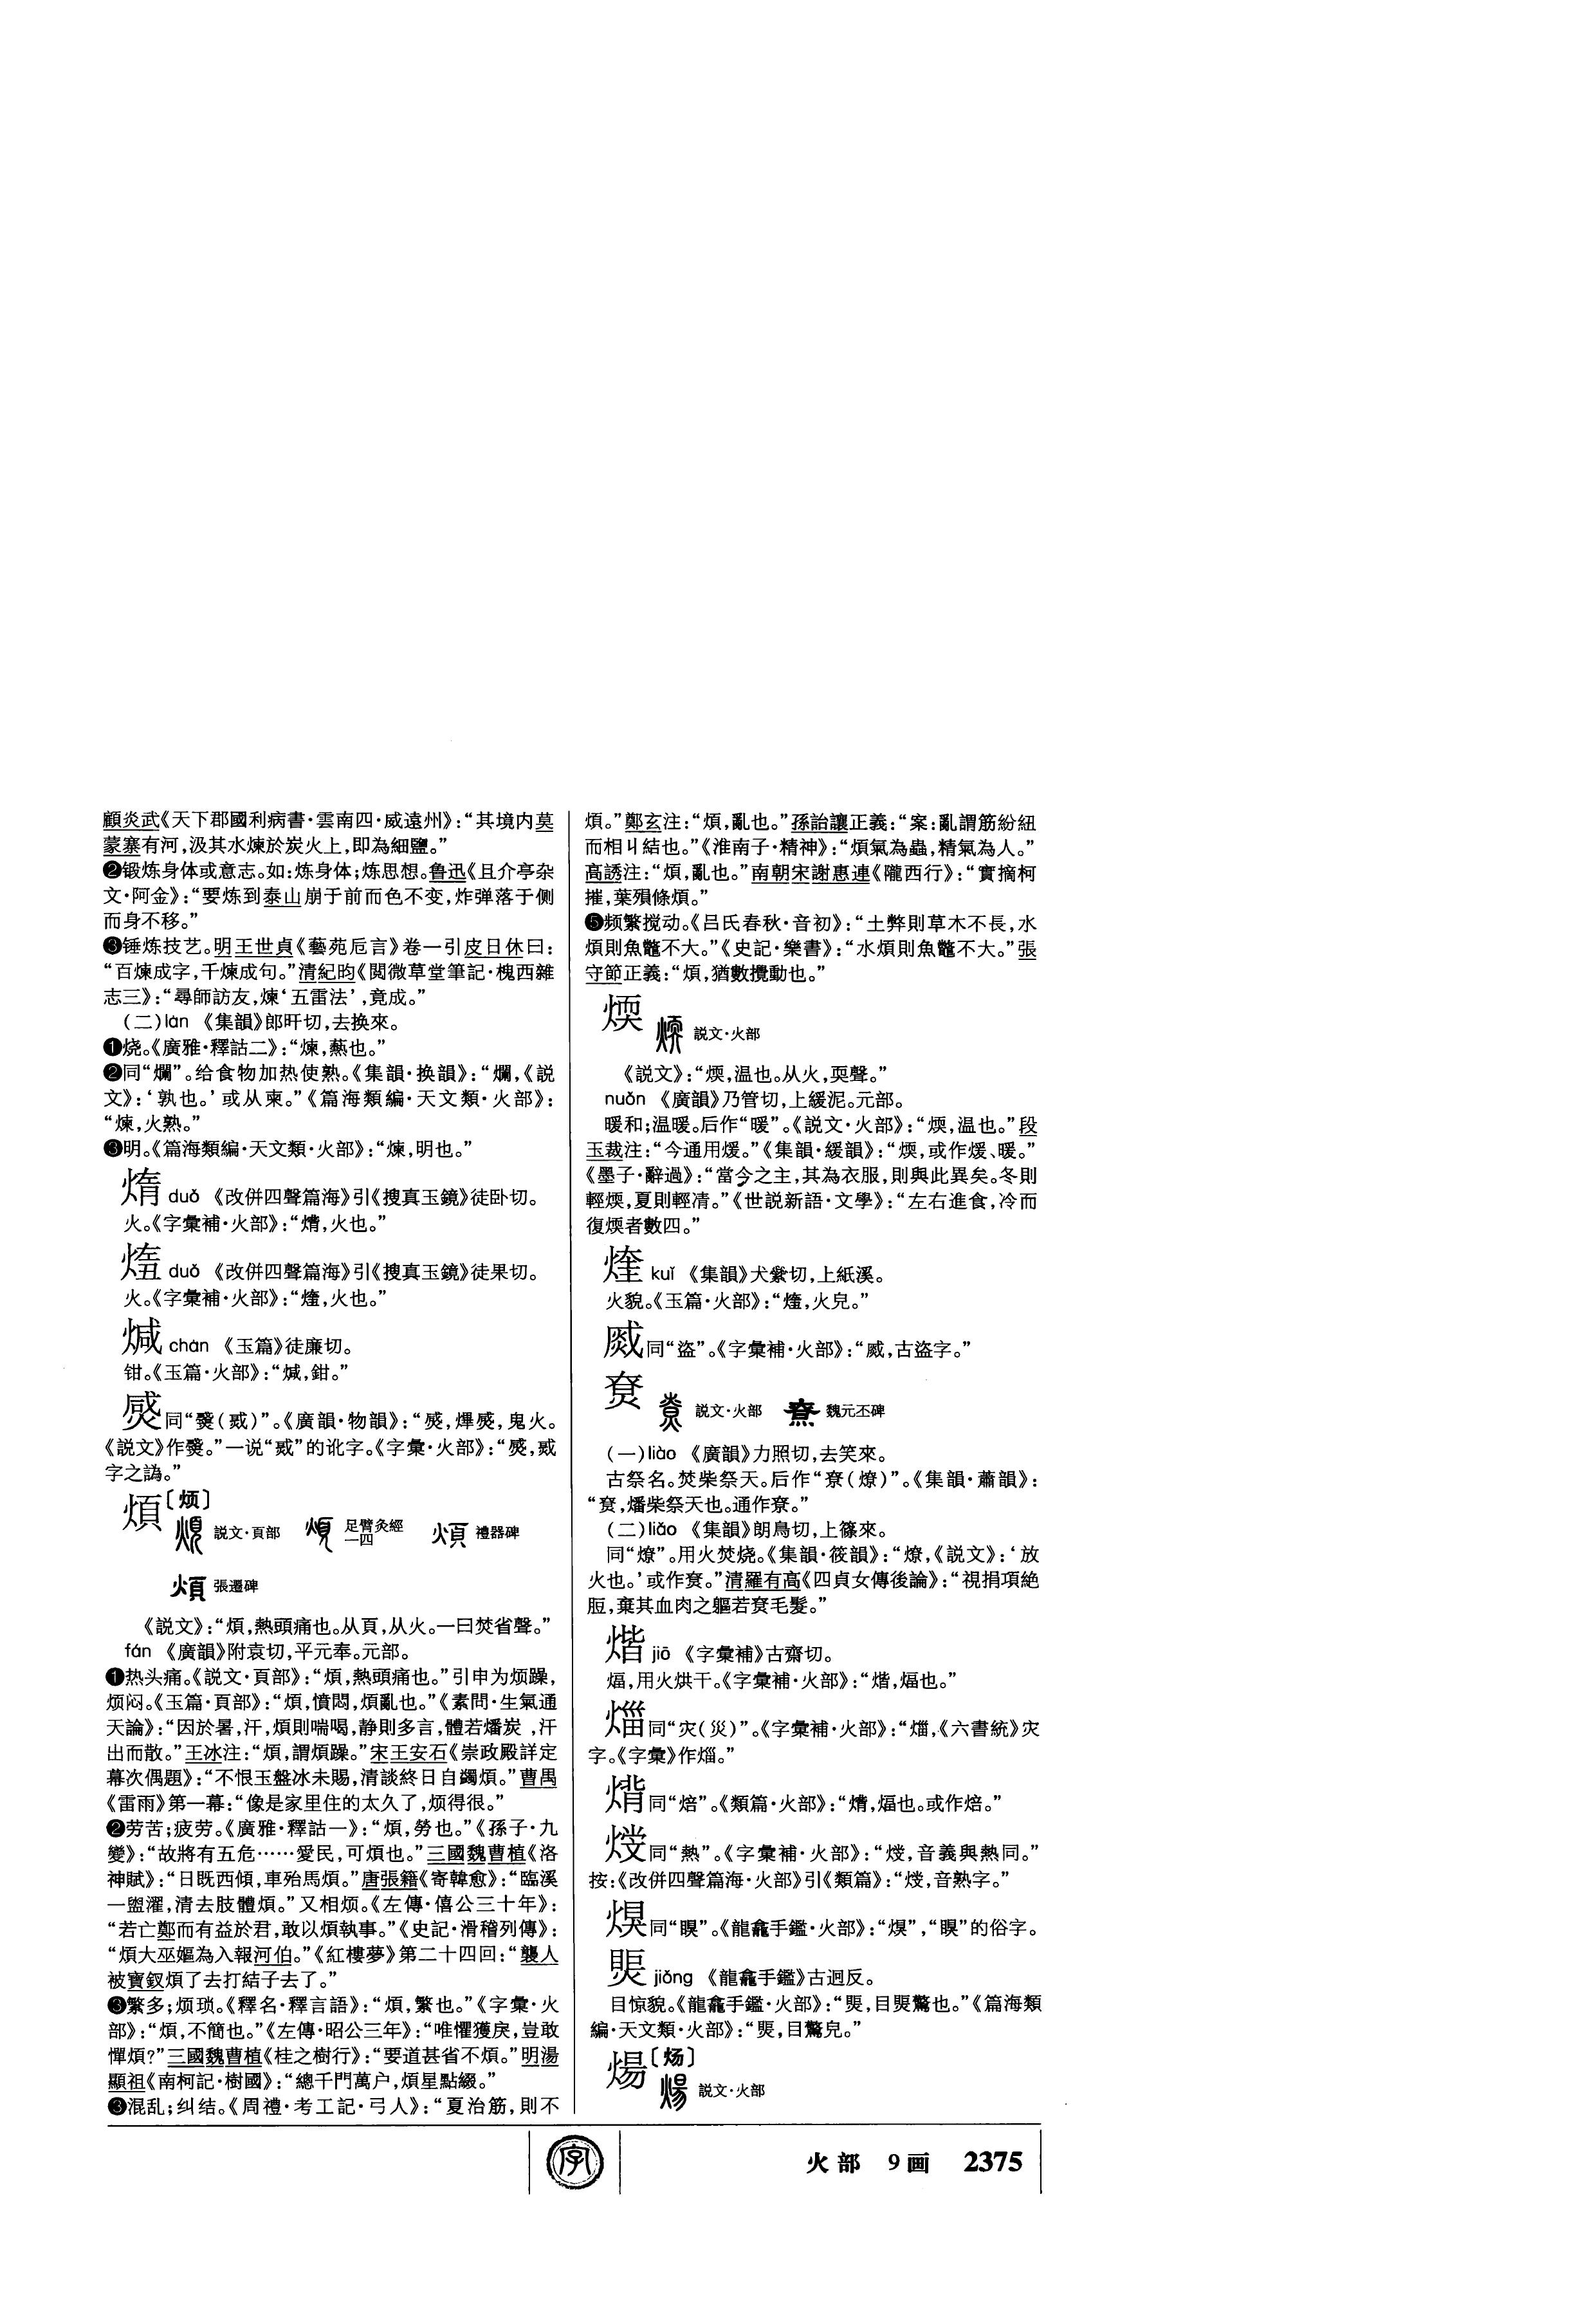 顧炎武《天下郡國利病書·雲南四·威遠州》：“其境内莫
蒙寨有河，汲其水煉於炭火上，即為細鹽。”
❷锻炼身体或意志。如：炼身体；炼思想。鲁迅《且介亭杂
文·阿金》：“要炼到泰山崩于前而色不变，炸弹落于侧
而身不移。”
❸锤炼技艺。明王世貞《藝苑卮言》卷一引皮日休曰：
“百煉成字，千煉成句。”清紀昀《閲微草堂筆記·槐西雜
志三》：“尋師訪友，煉‘五雷法’，竟成。”
（二）làn 《集韻》郎旰切，去换來。
❶烧。《廣雅·釋詁二》：“煉，爇也。”
❷同“爛”。给食物加热使熟。《集韻·换韻》：“爛，《説
文》：‘孰也。’或从柬。”《篇海類編·天文類·火部》：
“煉，火熟。”
❸明。《篇海類編·天文類·火部》：“煉，明也。”
duǒ 《改併四聲篇海》引《搜真玉鏡》徒卧切。
火。《字彙補·火部》：“，火也。”
duǒ 《改併四聲篇海》引《搜真玉鏡》徒果切。
火。《字彙補·火部》：“，火也。”
煘 chán 《玉篇》徒廉切。
钳。《玉篇·火部》：“，鉗。”
同“（）”。《廣韻·物韻》：“，㷸，鬼火。
《説文》作。”一说“”的讹字。《字彙·火部》：“，
字之譌。”
煩〔烦〕
説文·頁部 足臂灸經一四 禮器碑
張遷碑
《説文》：“煩，熱頭痛也。从頁，从火。一曰焚省聲。”
fán 《廣韻》附袁切，平元奉。元部。
❶热头痛。《説文·頁部》：“煩，熱頭痛也。”引申为烦躁，
烦闷。《玉篇·頁部》：“煩，憤悶，煩亂也。”《素問·生氣通
天論》：“因於暑，汗，煩則喘喝，静則多言，體若燔炭，汗
出而散。”王冰注：“煩，謂煩躁。”宋王安石《崇政殿詳定
幕次偶題》：“不恨玉盤冰未賜，清談終日自蠲煩。”曹禺
《雷雨》第一幕：“像是家里住的太久了，烦得很。”
❷劳苦；疲劳。《廣雅·釋詁一》：“煩，勞也。”《孫子·九
變》：“故將有五危……愛民，可煩也。”三國魏曹植《洛
神賦》：“日既西傾，車殆馬煩。”唐張籍《寄韓愈》：“臨溪
一盥濯，清去肢體煩。”又相烦。《左傳·僖公三十年》：
“若亡鄭而有益於君，敢以煩執事。”《史記·滑稽列傳》：
“煩大巫嫗為入報河伯。”《紅樓夢》第二十四回：“襲人
被寶釵煩了去打結子去了。”
❸繁多；烦琐。《釋名·釋言語》：“煩，繁也。”《字彙·火
部》：“煩，不簡也。”《左傳·昭公三年》：“唯懼獲戾，豈敢
憚煩？”三國魏曹植《桂之樹行》：“要道甚省不煩。”明湯
顯祖《南柯記·樹國》：“總千門萬户，煩星點綴。”
❸混乱；纠结。《周禮·考工記·弓人》：“夏治筋，則不
煩。”鄭玄注：“煩，亂也。”孫詒讓正義：“案：亂謂筋紛紐
而相丩結也。”《淮南子·精神》：“煩氣為蟲，精氣為人。”
高誘注：“煩，亂也。”南朝宋謝惠連《隴西行》：“實摘柯
摧，葉殞條煩。”
❺频繁搅动。《吕氏春秋·音初》：“土弊則草木不長，水
煩則魚鼈不大。”《史記·樂書》：“水煩則魚鼈不大。”張
守節正義：“煩，猶數攪動也。”
煗 説文·火部
《説文》：“煗，温也。从火，耎聲。”
nuǎn 《廣韻》乃管切，上緩泥。元部。
暖和；温暖。后作“暖”。《説文·火部》：“煗，温也。”段
玉裁注：“今通用煖。”《集韻·緩韻》：“煗，或作煖、暖。”
《墨子·辭過》：“當今之主，其為衣服，則與此異矣。冬則
輕煗，夏則輕凊。”《世説新語·文學》：“左右進食，冷而
復煗者數四。”
煃 kuǐ 《集韻》犬蘂切，上紙溪。
火貌。《玉篇·火部》：“煃，火皃。”
同“盗”。《字彙補·火部》：“，古盗字。”
尞 説文·火部 魏元丕碑
（一）liào 《廣韻》力照切，去笑來。
古祭名。焚柴祭天。后作“尞（燎）”。《集韻·蕭韻》：
“，燔柴祭天也。通作尞。”
（二）liǎo 《集韻》朗鳥切，上篠來。
同“燎”。用火焚烧。《集韻·筱韻》：“燎，《説文》：‘放
火也。’或作。”清羅有高《四貞女傳後論》：“視捐項絶
脰，棄其血肉之軀若毛髮。”
煯 jiē 《字彙補》古齋切。
煏，用火烘干。《字彙補·火部》：“，煏也。”
同“灾（災）”。《字彙補·火部》：“，《六書統》灾
字。《字彙》作。”
同“焙”。《類篇·火部》：“，煏也。或作焙。”
同“熱”。《字彙補·火部》：“，音義與熱同。”
按：《改併四聲篇海·火部》引《類篇》：“，音熟字。”
同“瞁”。《龍龕手鑑·火部》：“”，“瞁”的俗字。
煛 jiǒng 《龍龕手鑑》古迥反。
目惊貌。《龍龕手鑑·火部》：“煛，目煛驚也。”《篇海類
編·天文類·火部》：“煛，目驚皃。”
煬〔炀〕
説文·火部
字
火部 9画 2375